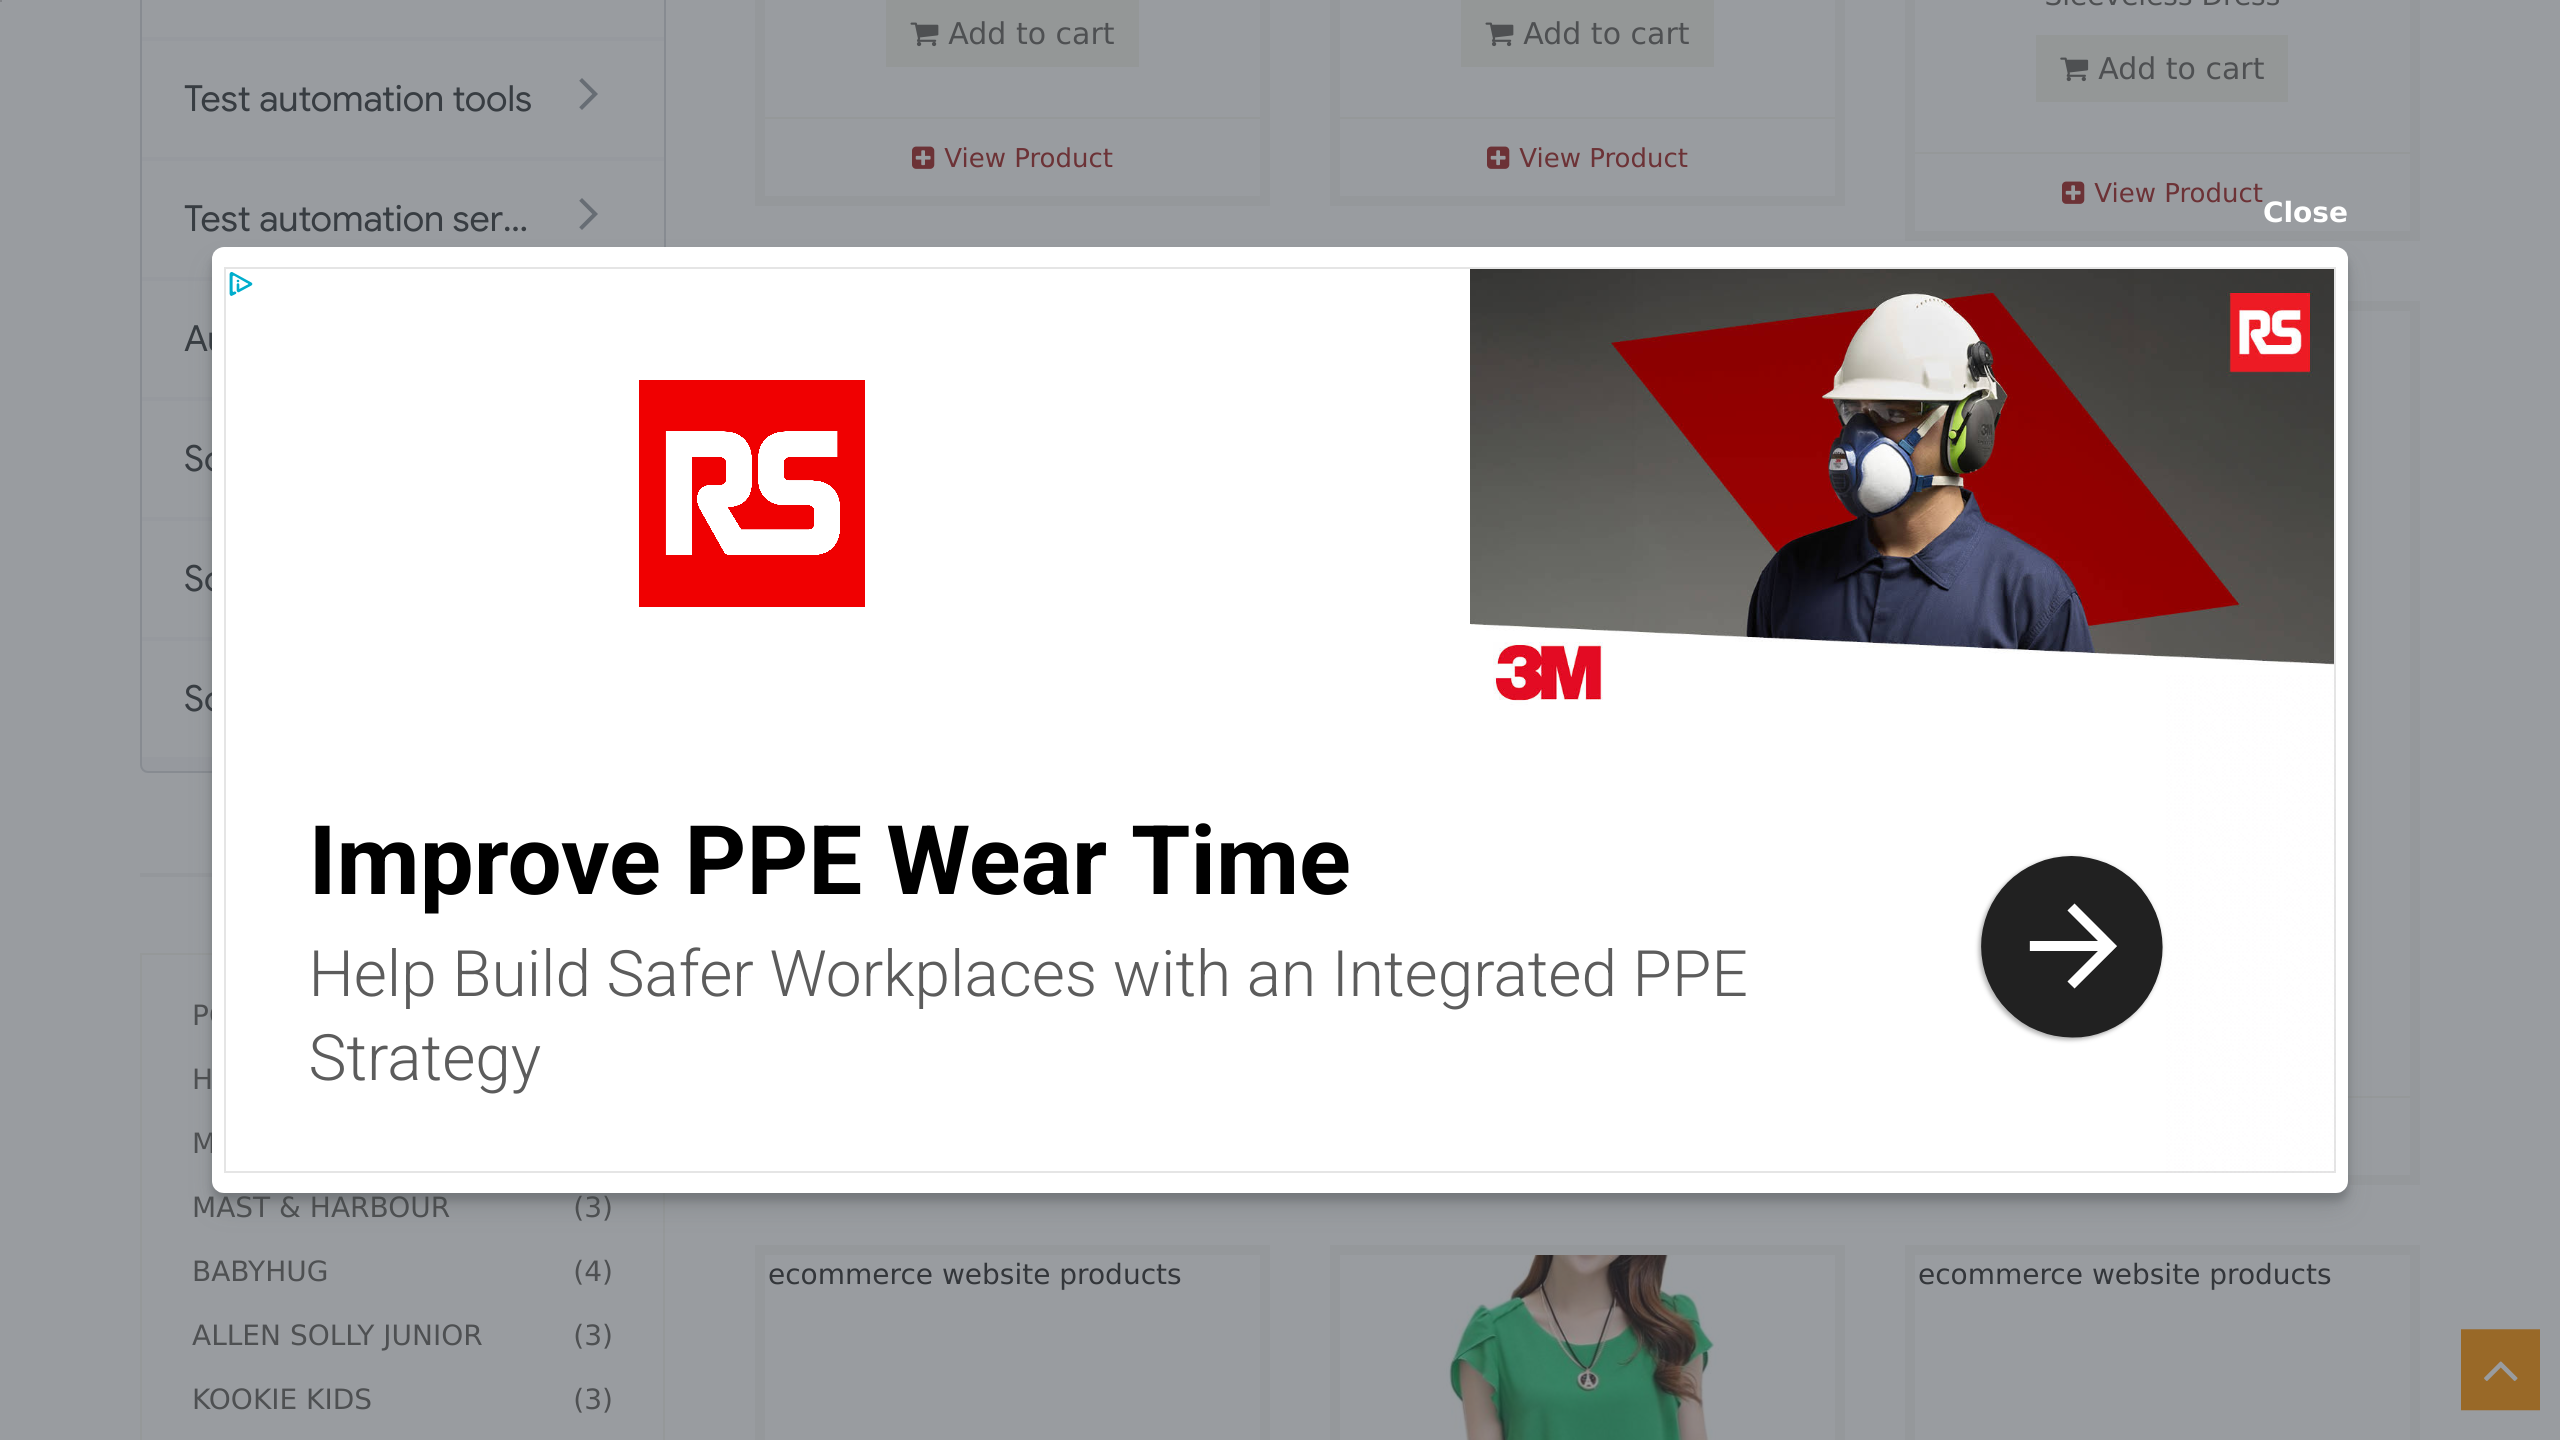 Add to cart
Add to cart
Add to cart
Test automation tools
View Product
View Product
View Product
Test automation ser...
Close
RS
RS
3M
Improve PPE Wear Time
Help Build Safer Workplaces with an Integrated PPE
Strategy
MAST & HARBOUR (3)
BABYHUG (4)
ALLEN SOLLY JUNIOR (3)
KOOKIE KIDS (3)
ecommerce website products
ecommerce website products